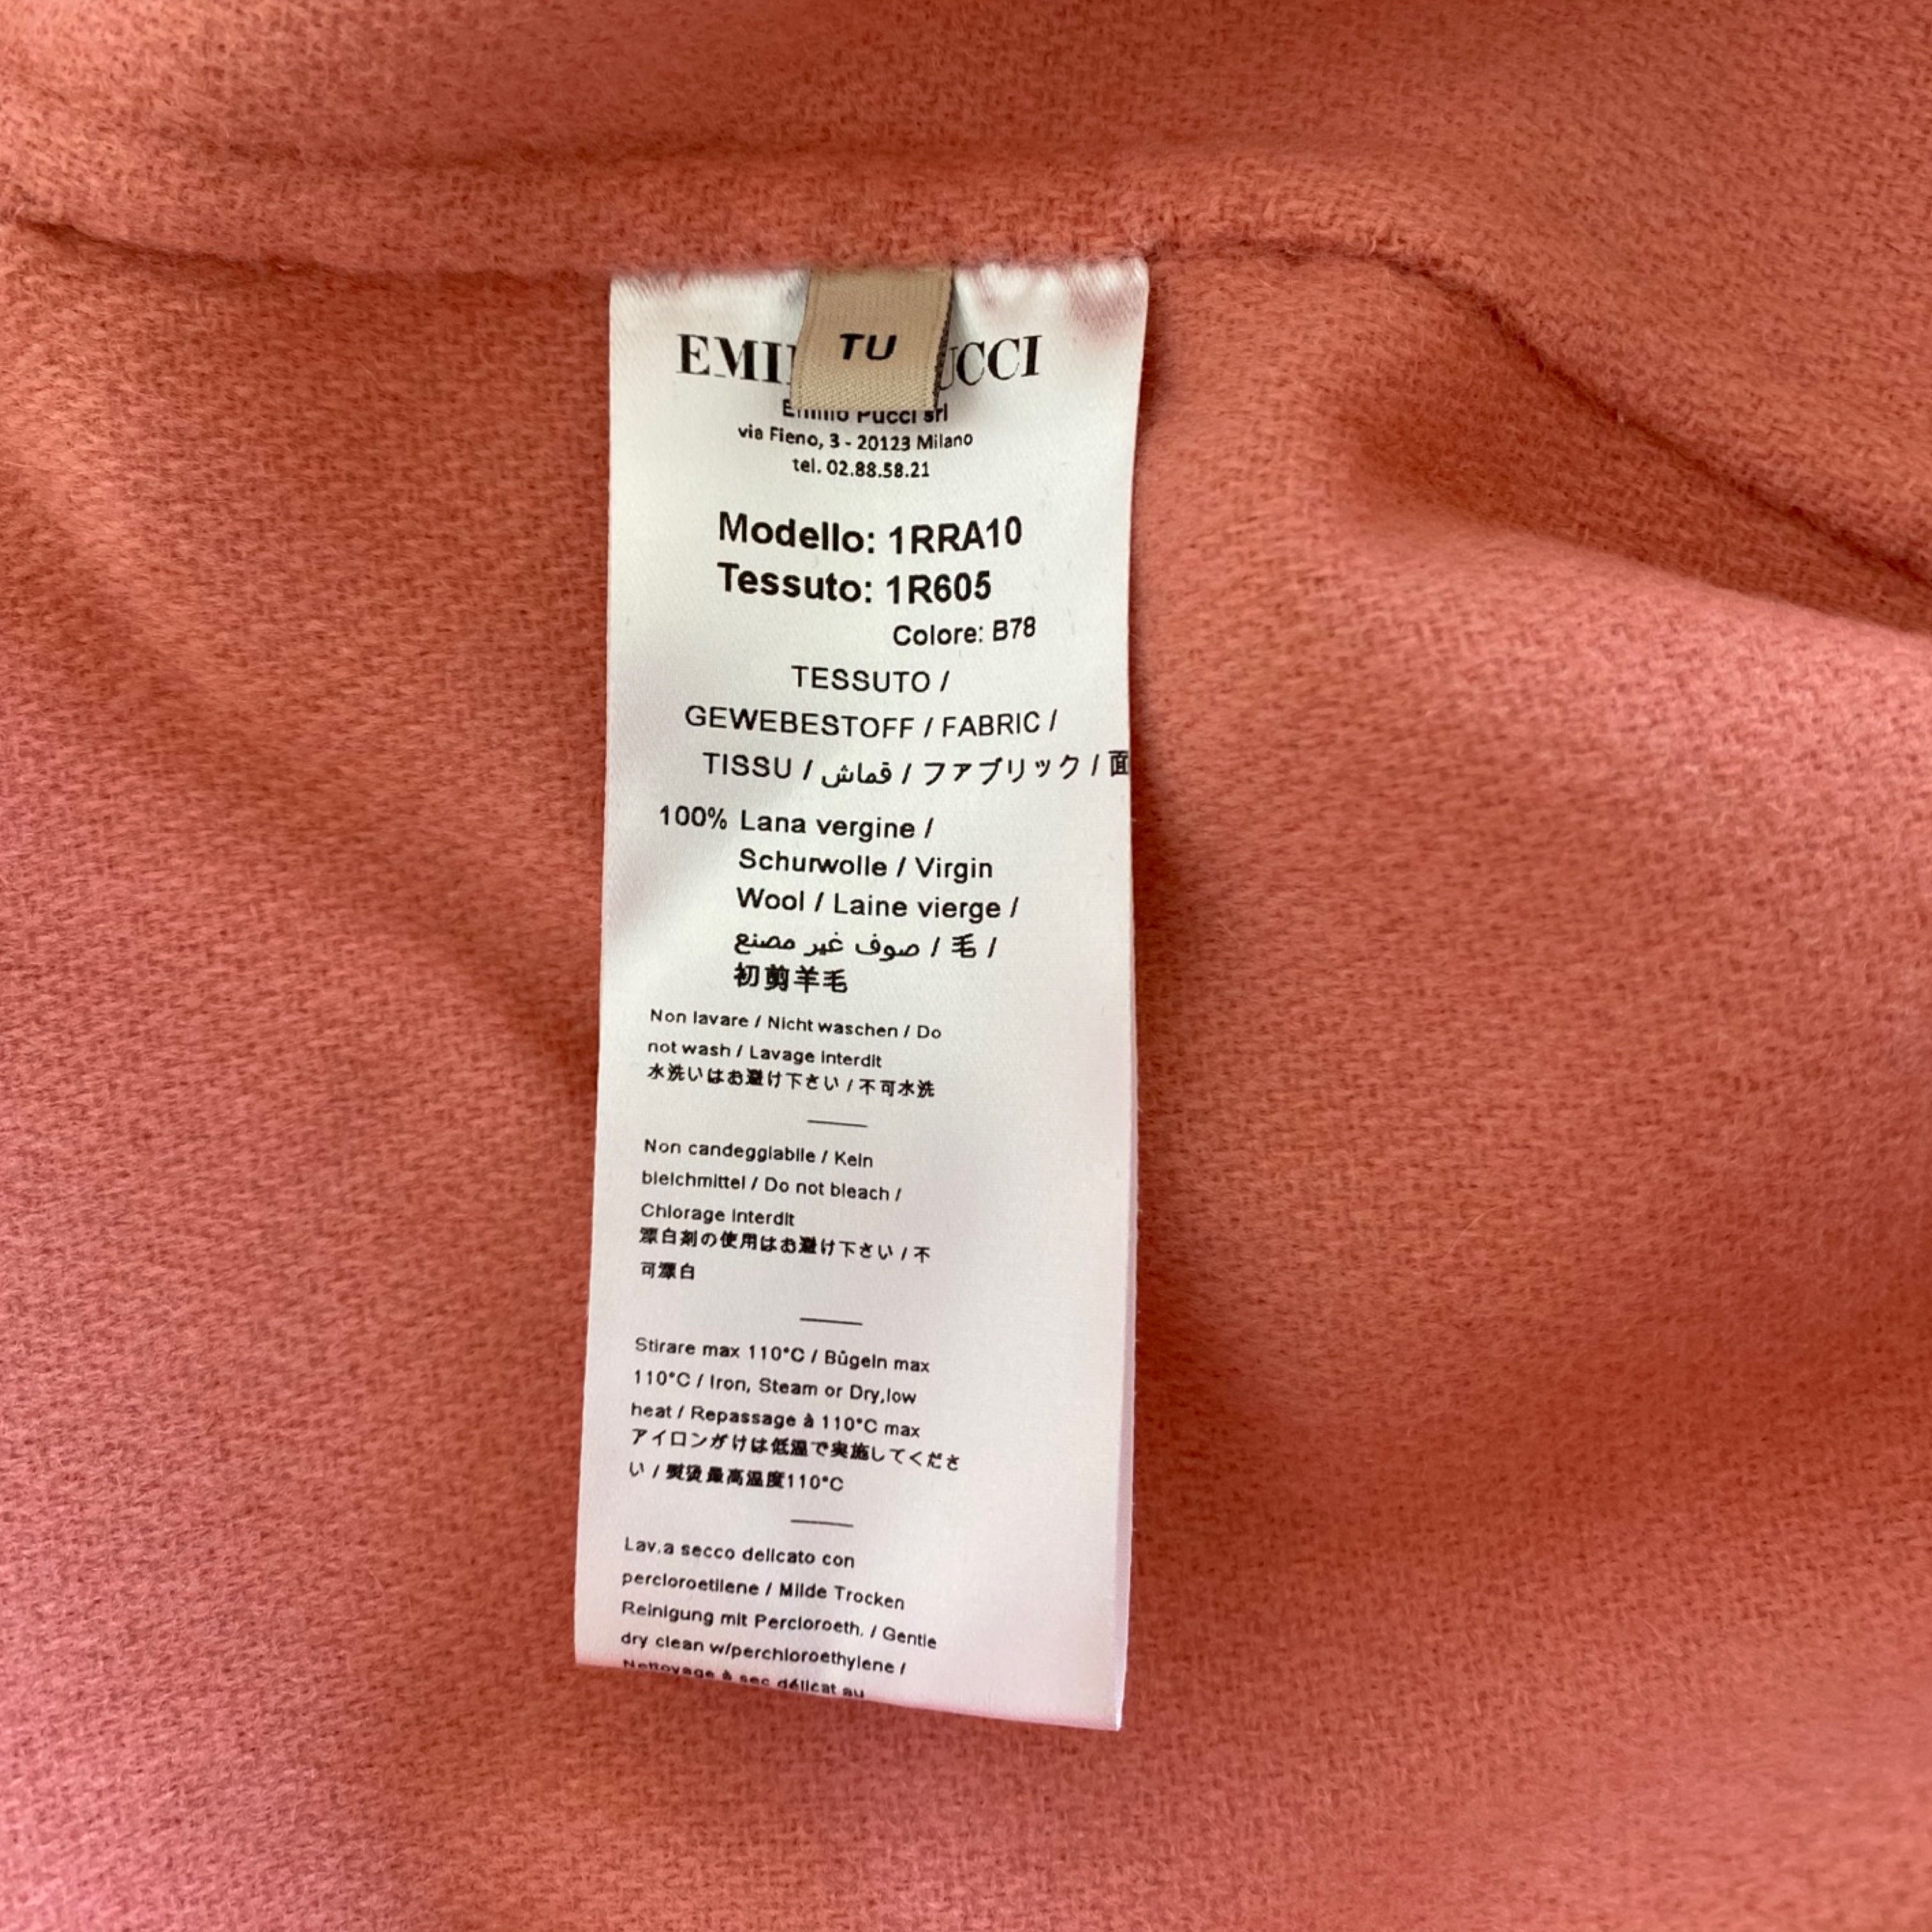 TU
EMI UCCI
Emilio Pucci srl
via Fieno, 3 - 20123 Milano
tel. 02.88.58.21
Modello: 1RRA10
Tessuto: 1R605
Colore: B78
TESSUTO /
GEWEBESTOFF / FABRIC /
TISSU / قماش / ファブリック / 面
100% Lana vergine /
Schurwolle / Virgin
Wool / Laine vierge /
صوف غير مصنع / 毛 /
初剪羊毛
Non lavare / Nicht waschen / Do
not wash / Lavage interdit
水洗いはお避け下さい / 不可水洗
Non candeggiabile / Kein
bleichmittel / Do not bleach /
Chlorage interdit
漂白剤の使用はお避け下さい / 不
可漂白
Stirare max 110°C / Bûgeln max
110°C / Iron, Steam or Dry,low
heat / Repassage à 110°C max
アイロンがけは低温で実施してくださ
い / 熨烫最高温度110°C
Lav.a secco delicato con
percloroetilene / Milde Trocken
Reinigung mit Percloroeth. / Gentle
dry clean w/perchloroethylene /
Nettoyage à sec délicat au